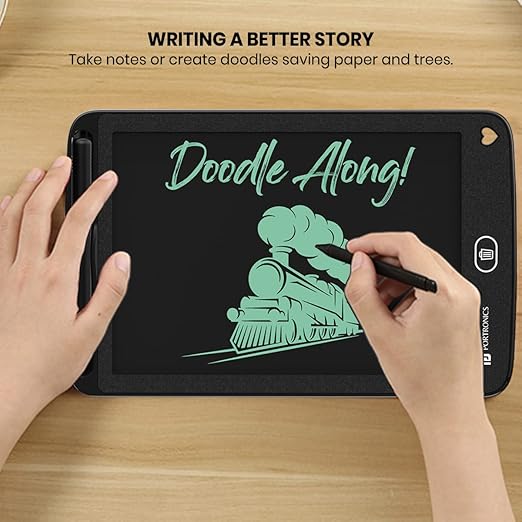 WRITING A BETTER STORY
Take notes or create doodles saving paper and trees.
Doodle Along!
PORTRONICS